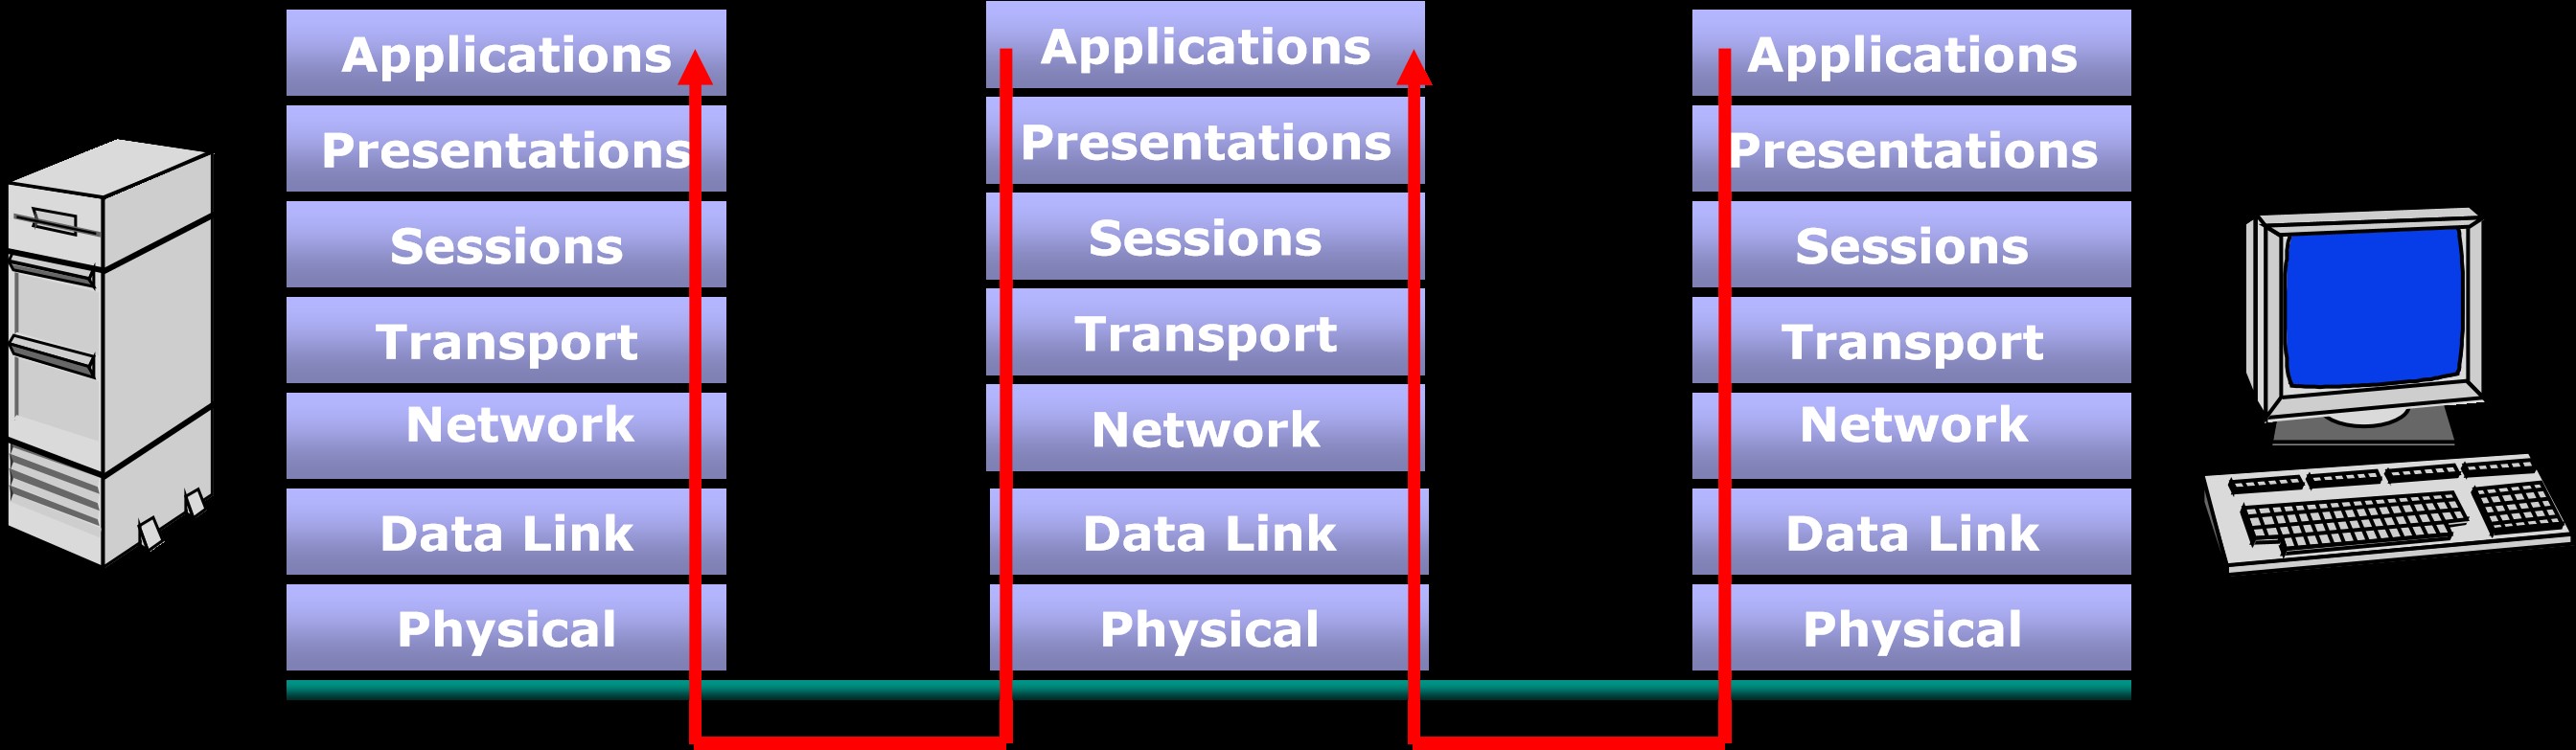 Applications
Presentations
Sessions
Transport
Network
Data Link
Physical
Applications
Presentations
Sessions
Transport
Network
Data Link
Physical
Applications
Presentations
Sessions
Transport
Network
Data Link
Physical